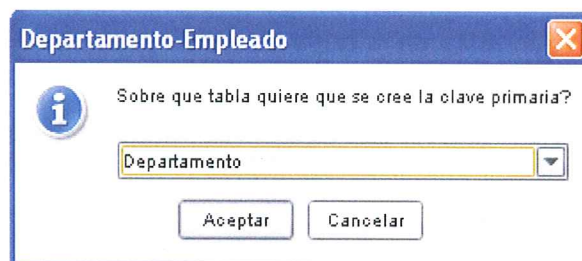 Departamento-Empleado
Sobre que tabla quiere que se cree la clave primaria?
Departamento
Aceptar Cancelar